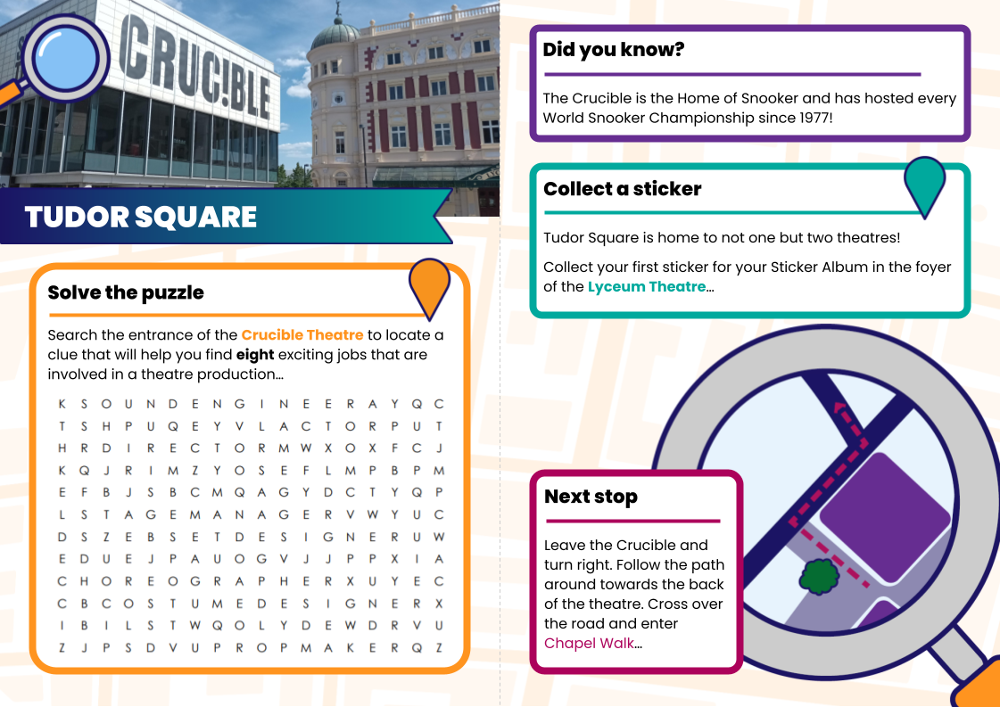 CRUC!BLE
TUDOR SQUARE
Solve the puzzle
Search the entrance of the Crucible Theatre to locate a
clue that will help you find eight exciting jobs that are
involved in a theatre production...
K S O U N D E N G I N E E R A Y Q C
T S H P U Q E Y V L A C T O R P U T
H R D I R E C T O R M W X O X F C J
K Q J R I M Z Y O S E F L M P B P M
E F B J S B C M Q A G Y D C T Y Q P
L S T A G E M A N A G E R V W Y U C
D S Z E B S E T D E S I G N E R U W
E D U E J P A U O G V J J P P X I A
C H O R E O G R A P H E R X U Y E C
C B C O S T U M E D E S I G N E R X
I B I L S T W Q O L Y D E W D R V U
Z J P S D V U P R O P M A K E R Q Z
Did you know?
The Crucible is the Home of Snooker and has hosted every
World Snooker Championship since 1977!
Collect a sticker
Tudor Square is home to not one but two theatres!
Collect your first sticker for your Sticker Album in the foyer
of the Lyceum Theatre...
Next stop
Leave the Crucible and
turn right. Follow the path
around towards the back
of the theatre. Cross over
the road and enter
Chapel Walk...